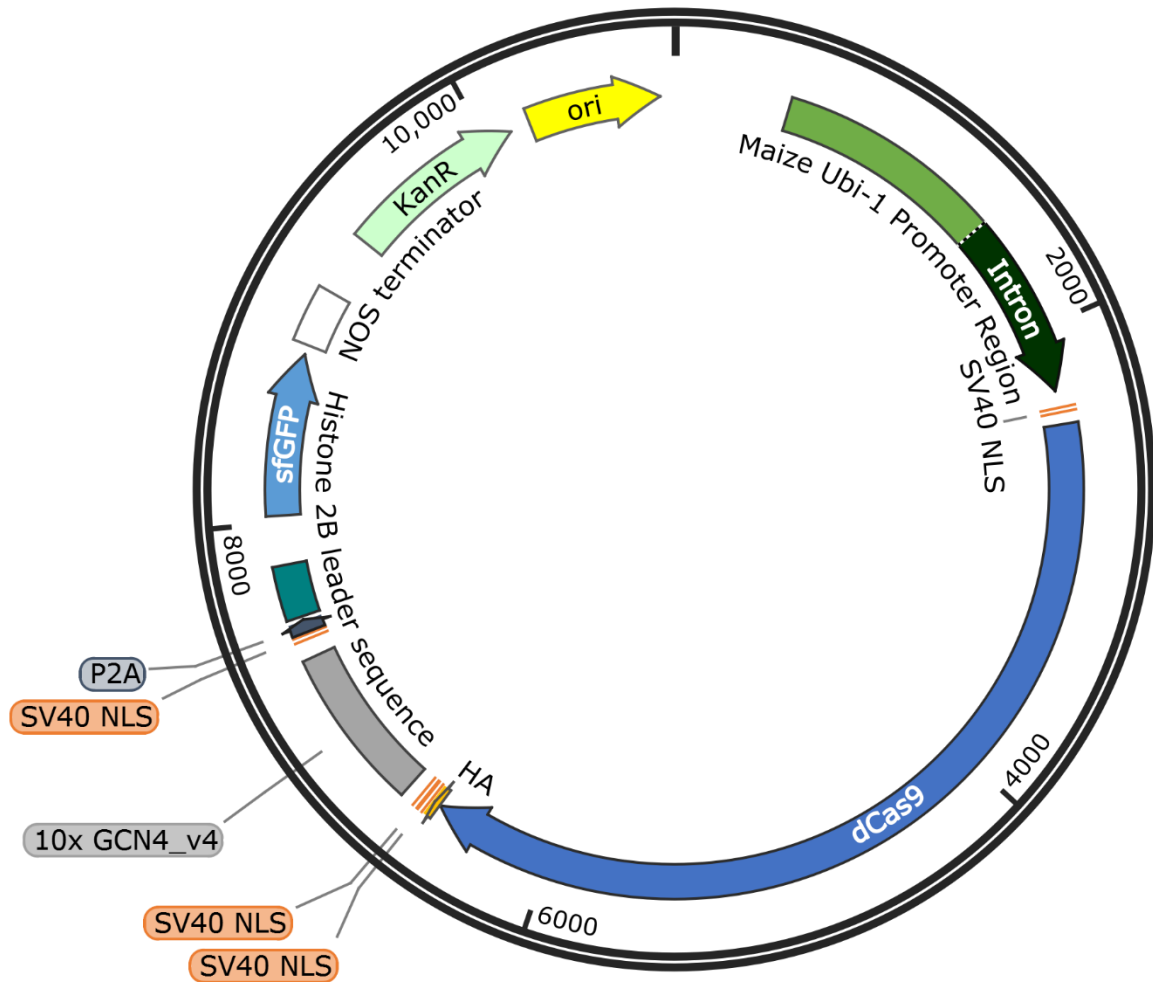 ori
Maize Ubi-1 Promoter Region
Intron
2000
SV40 NLS
dCas9
4000
6000
HA
SV40 NLS
SV40 NLS
10x GCN4_v4
SV40 NLS
P2A
Histone 2B leader sequence
8000
sfGFP
NOS terminator
KanR
10,000